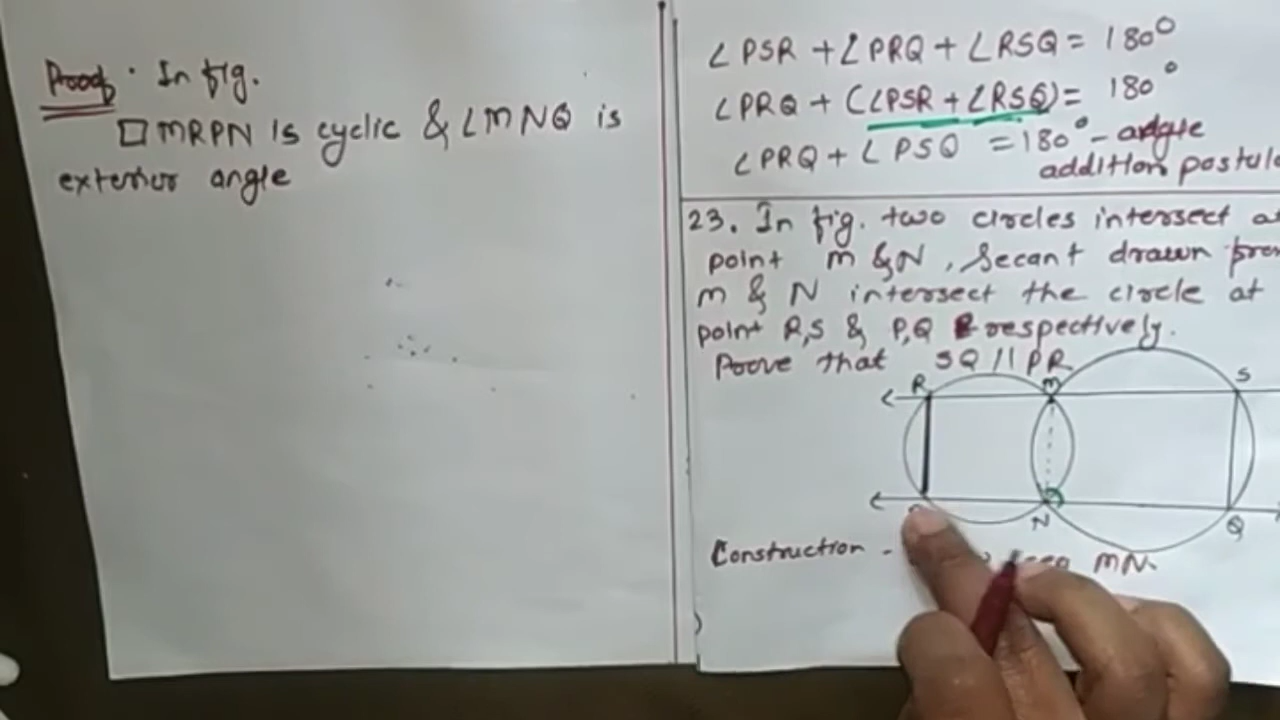 Proof : In fig.
□ MRPN is cyclic & ∠MNQ is
exterior angle
∠PSR + ∠PRQ + ∠RSQ = 180°
∠PRQ + (∠PSR + ∠RSQ) = 180°
∠PRQ + ∠PSQ = 180° - angle
addition postula
23. In fig. two circles intersect a
point M & N, Secant drawn from
M & N intersect the circle at
point R,S & P,Q respectively.
Prove that SQ // PR
R M S
N Q
Construction - MN.